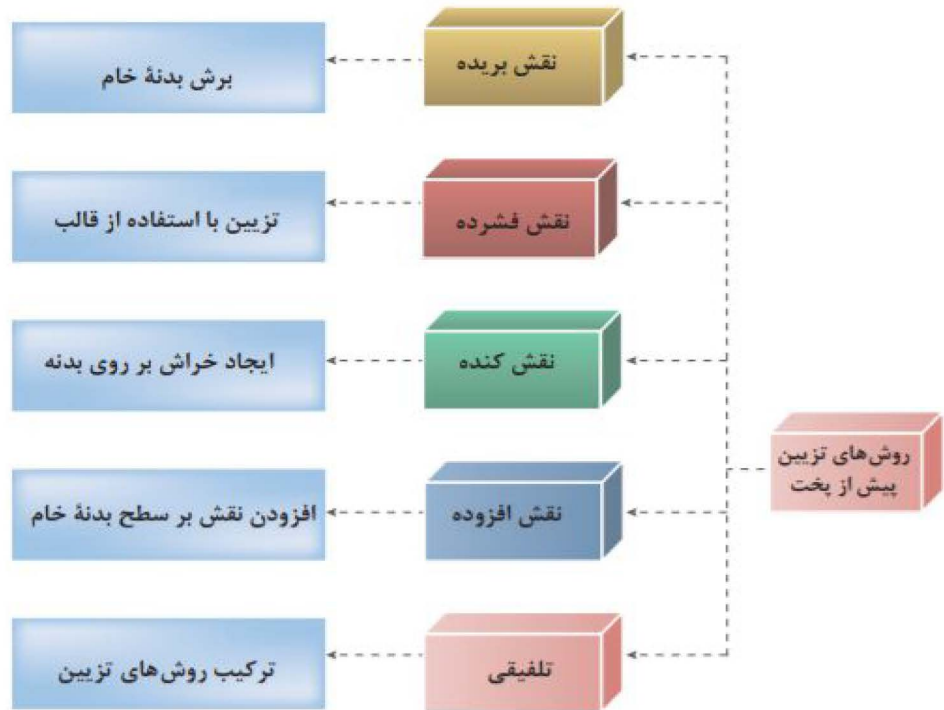 روش‌های تزیین
پیش از پخت
نقش بریده
برش بدنهٔ خام
نقش فشرده
تزیین با استفاده از قالب
نقش کنده
ایجاد خراش بر روی بدنه
نقش افزوده
افزودن نقش بر سطح بدنهٔ خام
تلفیقی
ترکیب روش‌های تزیین